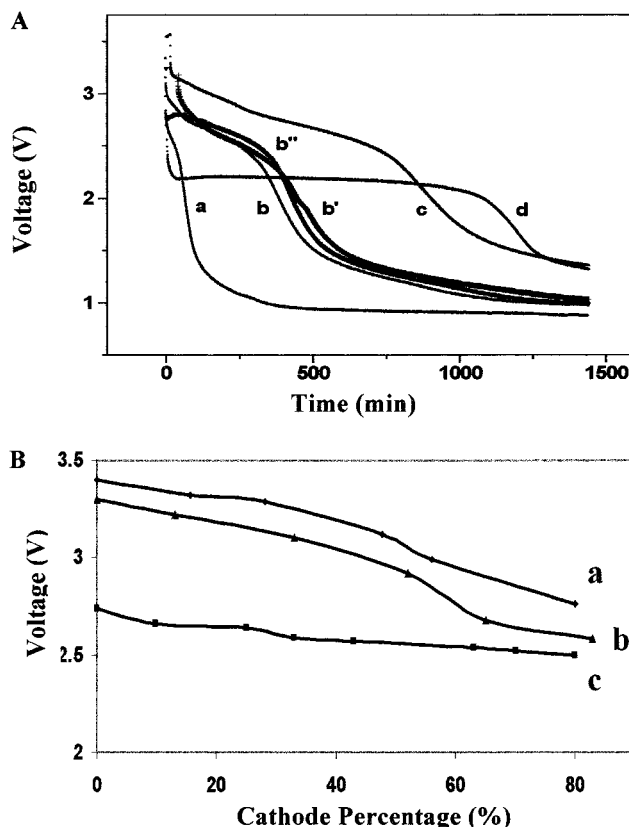 A
Voltage (V)
3
2
1
a
b
b'
b''
c
d
0
500
1000
1500
Time (min)
B
Voltage (V)
3.5
3
2.5
2
a
b
c
0
20
40
60
80
Cathode Percentage (%)